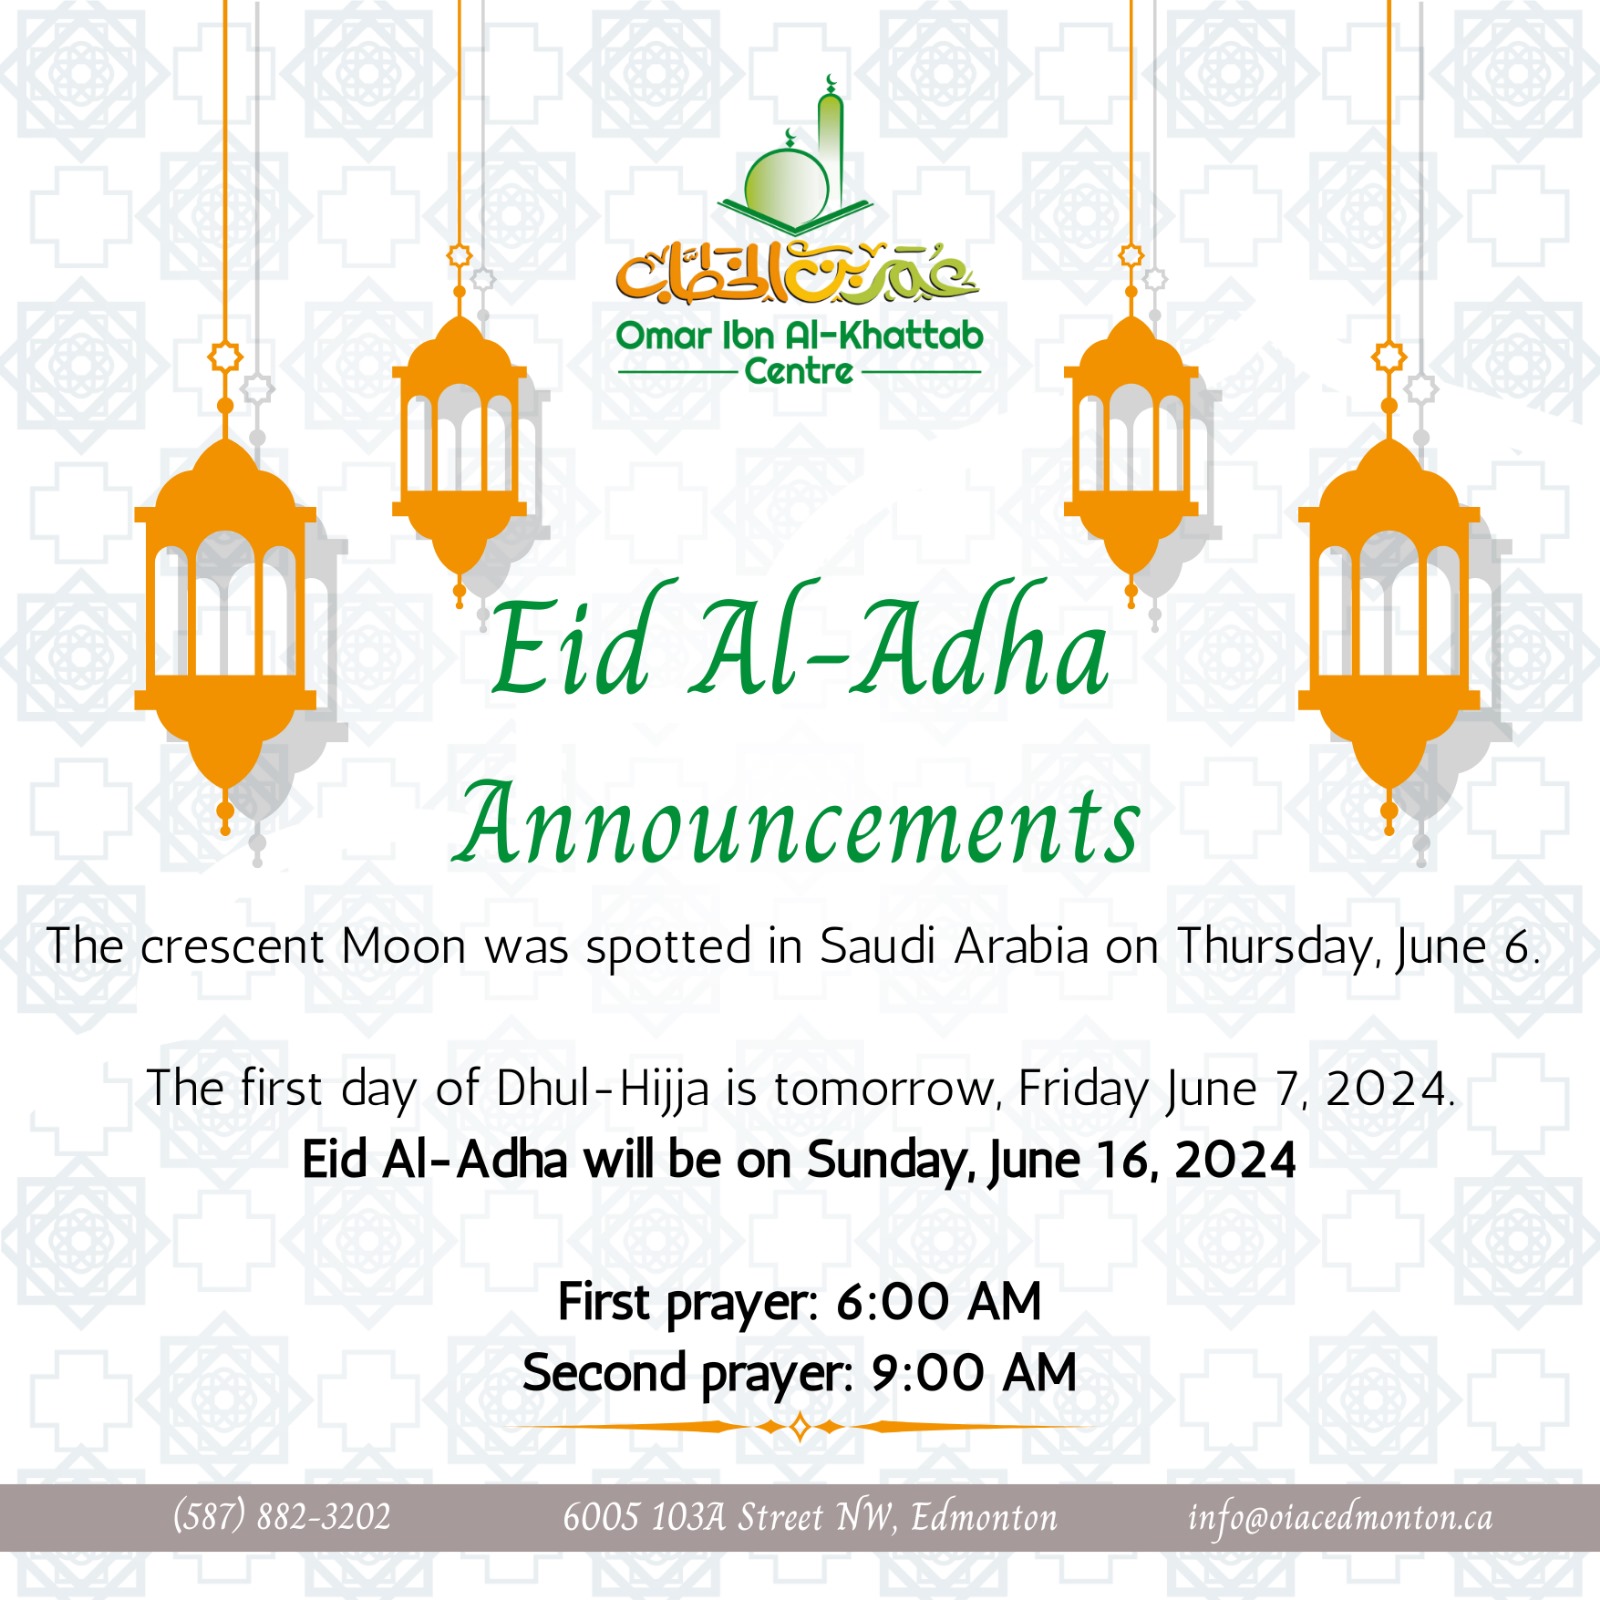 عمر بن الخطاب
Omar Ibn Al-Khattab
Centre
Eid Al-Adha
Announcements
The crescent Moon was spotted in Saudi Arabia on Thursday, June 6.
The first day of Dhul-Hijja is tomorrow, Friday June 7, 2024.
Eid Al-Adha will be on Sunday, June 16, 2024
First prayer: 6:00 AM
Second prayer: 9:00 AM
(587) 882-3202
6005 103A Street NW, Edmonton
info@oiacedmonton.ca